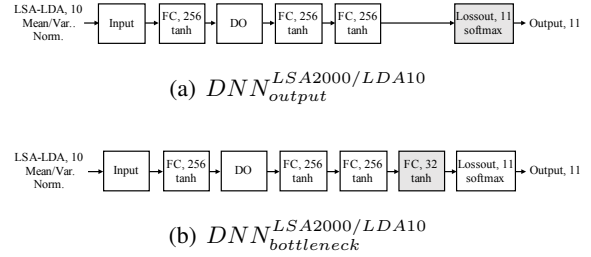 LSA-LDA, 10
Mean/Var..
Norm.
Input
FC, 256
tanh
DO
FC, 256
tanh
FC, 256
tanh
Lossout, 11
softmax
Output, 11
(a) DNN_{output}^{LSA2000/LDA10}
LSA-LDA, 10
Mean/Var.
Norm.
Input
FC, 256
tanh
DO
FC, 256
tanh
FC, 256
tanh
FC, 32
tanh
Lossout, 11
softmax
Output, 11
(b) DNN_{bottleneck}^{LSA2000/LDA10}